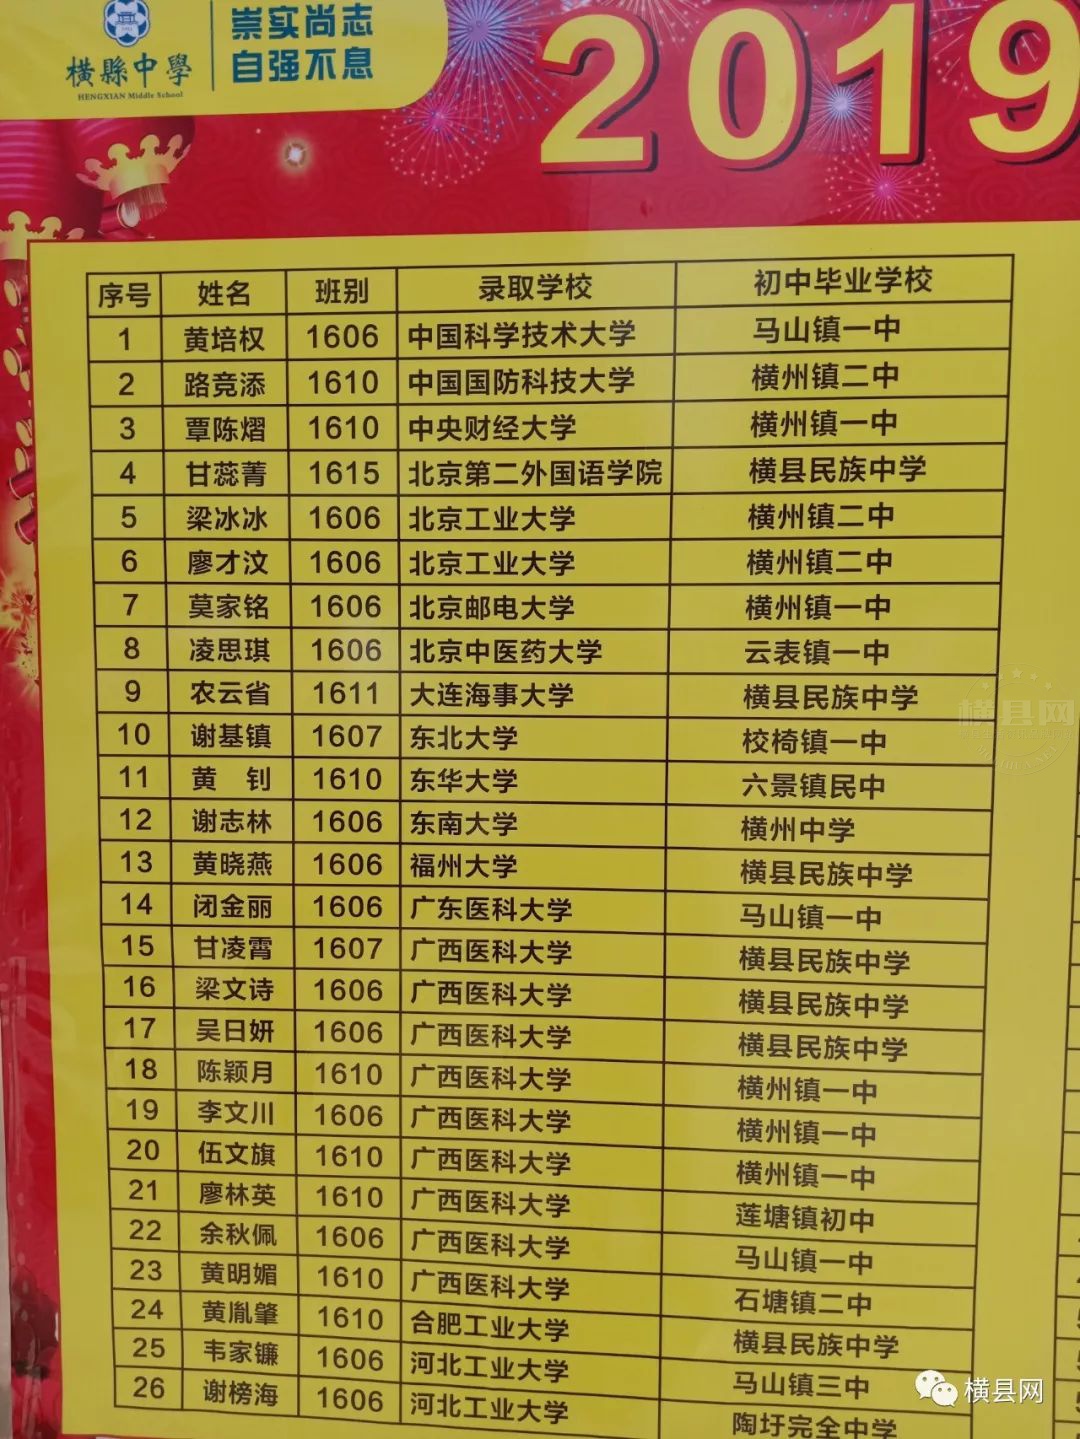 横縣中學
HENGXIAN Middle School
崇实尚志
自强不息
2019
序号 姓名 班别 录取学校 初中毕业学校
1 黄培权 1606 中国科学技术大学 马山镇一中
2 路竞添 1610 中国国防科技大学 横州镇二中
3 覃陈熠 1610 中央财经大学 横州镇一中
4 甘蕊菁 1615 北京第二外国语学院 横县民族中学
5 梁冰冰 1606 北京工业大学 横州镇二中
6 廖才汶 1606 北京工业大学 横州镇二中
7 莫家铭 1606 北京邮电大学 横州镇一中
8 凌思琪 1606 北京中医药大学 云表镇一中
9 农云省 1611 大连海事大学 横县民族中学
10 谢基镇 1607 东北大学 校椅镇一中
11 黄 钊 1610 东华大学 六景镇民中
12 谢志林 1606 东南大学 横州中学
13 黄晓燕 1606 福州大学 横县民族中学
14 闭金丽 1606 广东医科大学 马山镇一中
15 甘凌霄 1607 广西医科大学 横县民族中学
16 梁文诗 1606 广西医科大学 横县民族中学
17 吴日妍 1606 广西医科大学 横县民族中学
18 陈颖月 1610 广西医科大学 横州镇一中
19 李文川 1606 广西医科大学 横州镇一中
20 伍文旗 1610 广西医科大学 横州镇一中
21 廖林英 1610 广西医科大学 莲塘镇初中
22 余秋佩 1606 广西医科大学 马山镇一中
23 黄明媚 1610 广西医科大学 石塘镇二中
24 黄胤肇 1610 合肥工业大学 横县民族中学
25 韦家镰 1606 河北工业大学 马山镇三中
26 谢榜海 1606 河北工业大学 陶圩完全中学
横县网
横县网